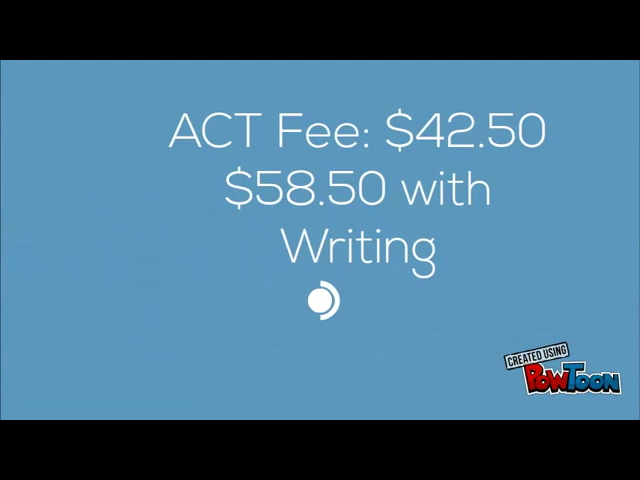 ACT Fee: $42.50
$58.50 with
Writing
CREATED USING
POWTOON